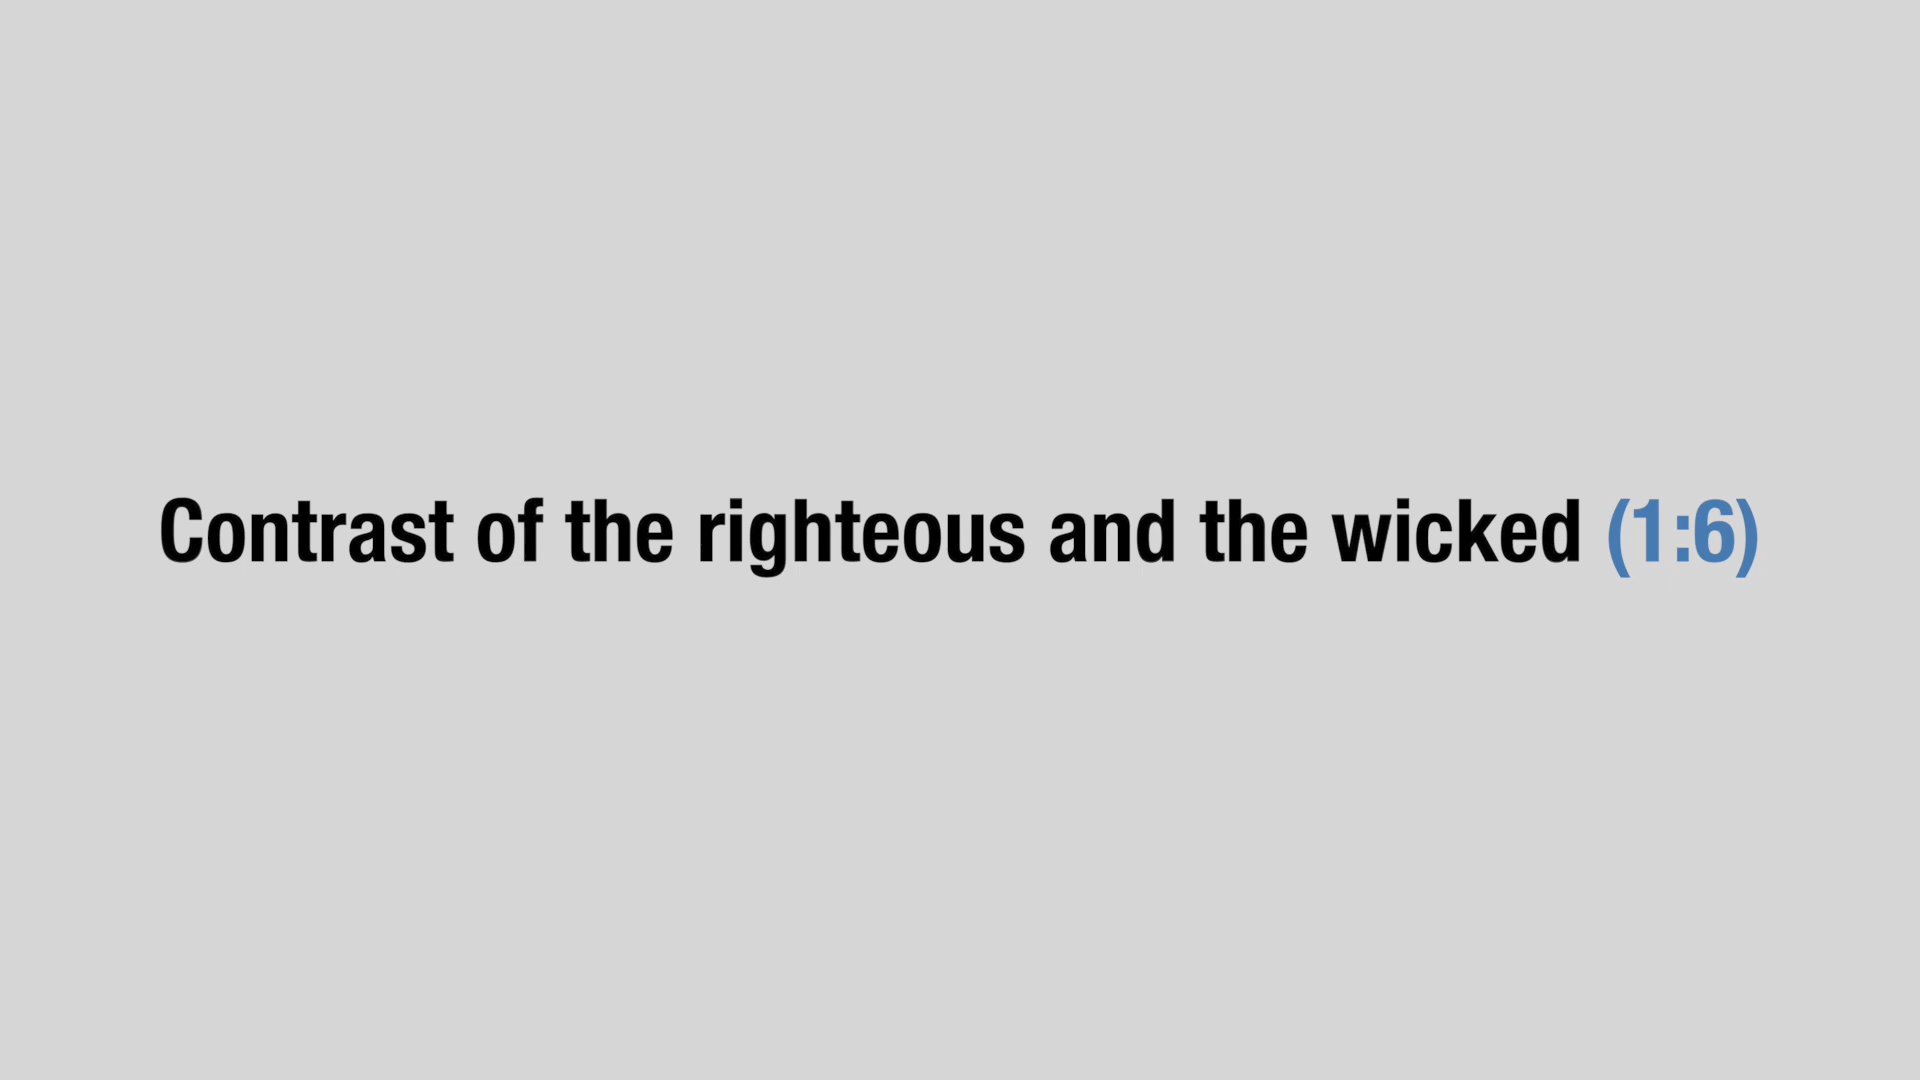 Contrast of the righteous and the wicked (1:6)